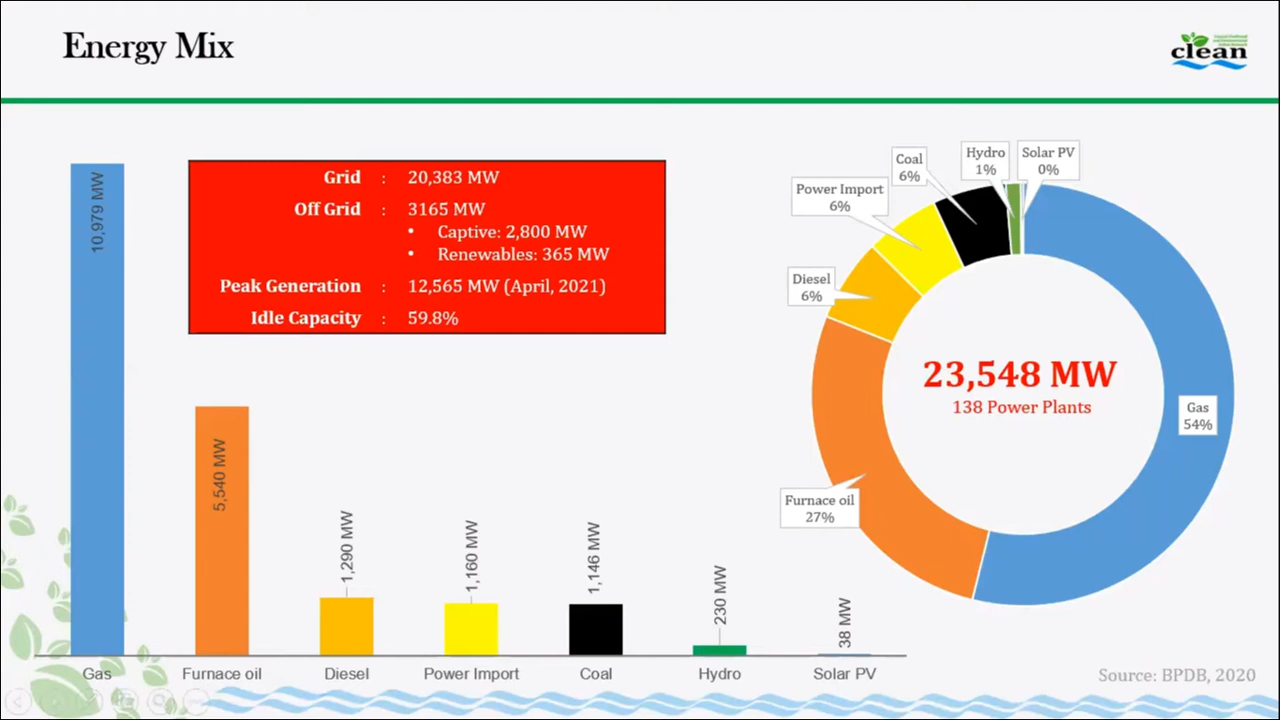 Energy Mix
clean
Grid : 20,383 MW
Off Grid : 3165 MW
• Captive: 2,800 MW
• Renewables: 365 MW
Peak Generation : 12,565 MW (April, 2021)
Idle Capacity : 59.8%
10,979 MW
5,540 MW
1,290 MW
1,160 MW
1,146 MW
230 MW
38 MW
Gas
Furnace oil
Diesel
Power Import
Coal
Hydro
Solar PV
Solar PV
0%
Hydro
1%
Coal
6%
Power Import
6%
Diesel
6%
Furnace oil
27%
Gas
54%
23,548 MW
138 Power Plants
Source: BPDB, 2020